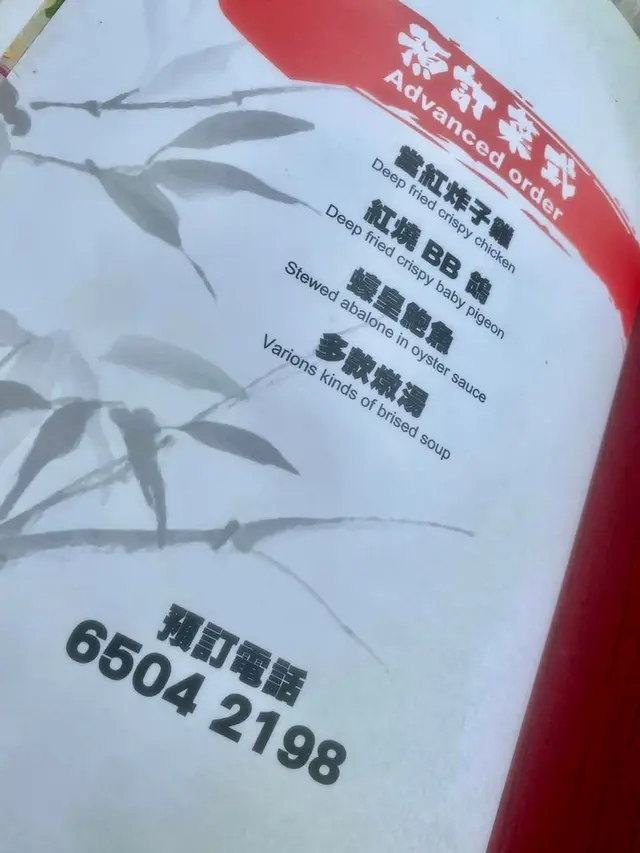 預訂菜式
Advanced order
當紅炸子雞
Deep fried crispy chicken
紅燒 BB 鴿
Deep fried crispy baby pigeon
蠔皇鮑魚
Stewed abalone in oyster sauce
多款燉湯
Varions kinds of brised soup
預訂電話
6504 2198